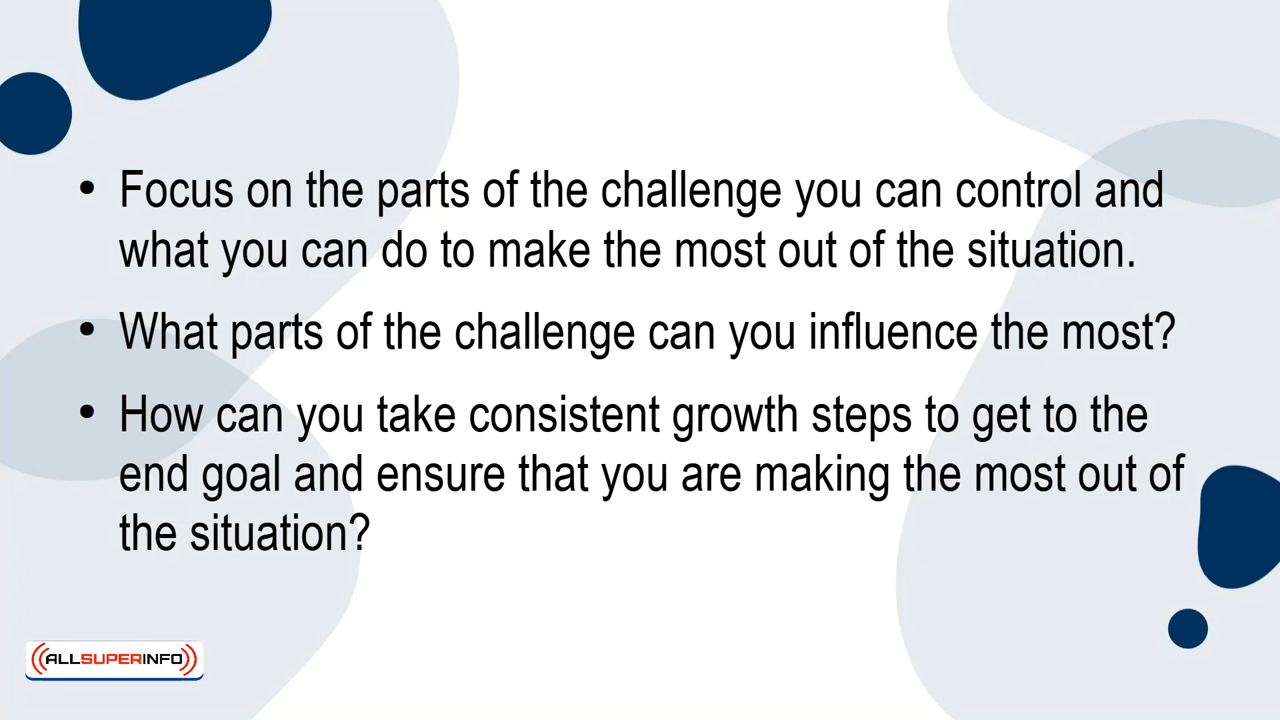 • Focus on the parts of the challenge you can control and
what you can do to make the most out of the situation.
• What parts of the challenge can you influence the most?
• How can you take consistent growth steps to get to the
end goal and ensure that you are making the most out of
the situation?
ALLSUPERINFO